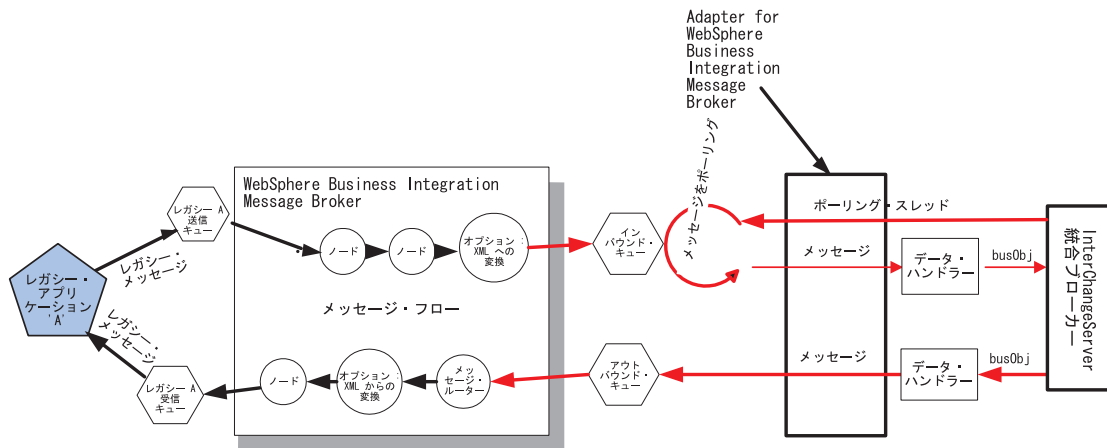 Adapter for
WebSphere
Business
Integration
Message
Broker
メッセージをポーリング
WebSphere Business Integration
Message Broker
レガシー A
送信
キュー
レガシー・
メッセージ
レガシー・
アプリ
ケーション
'A'
レガシー・
メッセージ
レガシー A
受信
キュー
ノード
ノード
オプション：
XML への
変換
メッセージ・フロー
ノード
オプション：
XML からの
変換
メッ
セージ・
ルーター
イン
バウンド・
キュー
アウト
バウンド・
キュー
ポーリング・スレッド
メッセージ
データ・
ハンドラー
busObj
メッセージ
データ・
ハンドラー
busObj
InterChangeServer
統合ブローカー